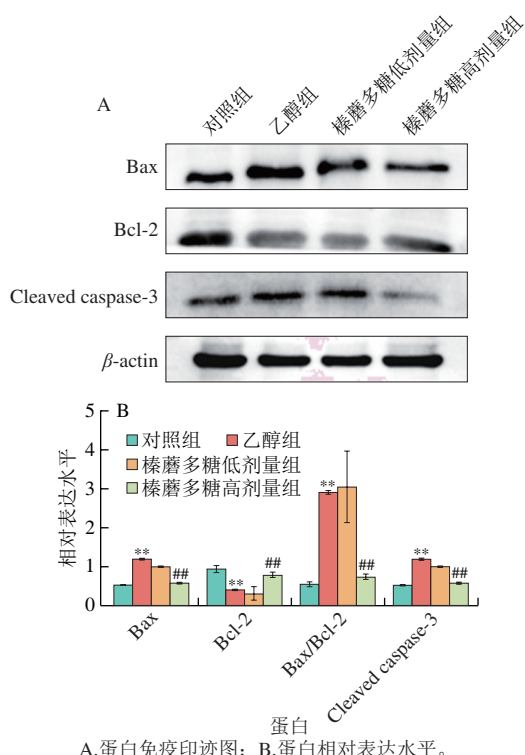 A
对照组
乙醇组
榛蘑多糖低剂量组
榛蘑多糖高剂量组
Bax
Bcl-2
Cleaved caspase-3
β-actin
B
对照组 乙醇组
榛蘑多糖低剂量组
榛蘑多糖高剂量组
相对表达水平
5
4
3
2
1
0
** ##
** ##
** ##
** ##
Bax
Bcl-2
Bax/Bcl-2
Cleaved caspase-3
蛋白
A.蛋白免疫印迹图；B.蛋白相对表达水平。